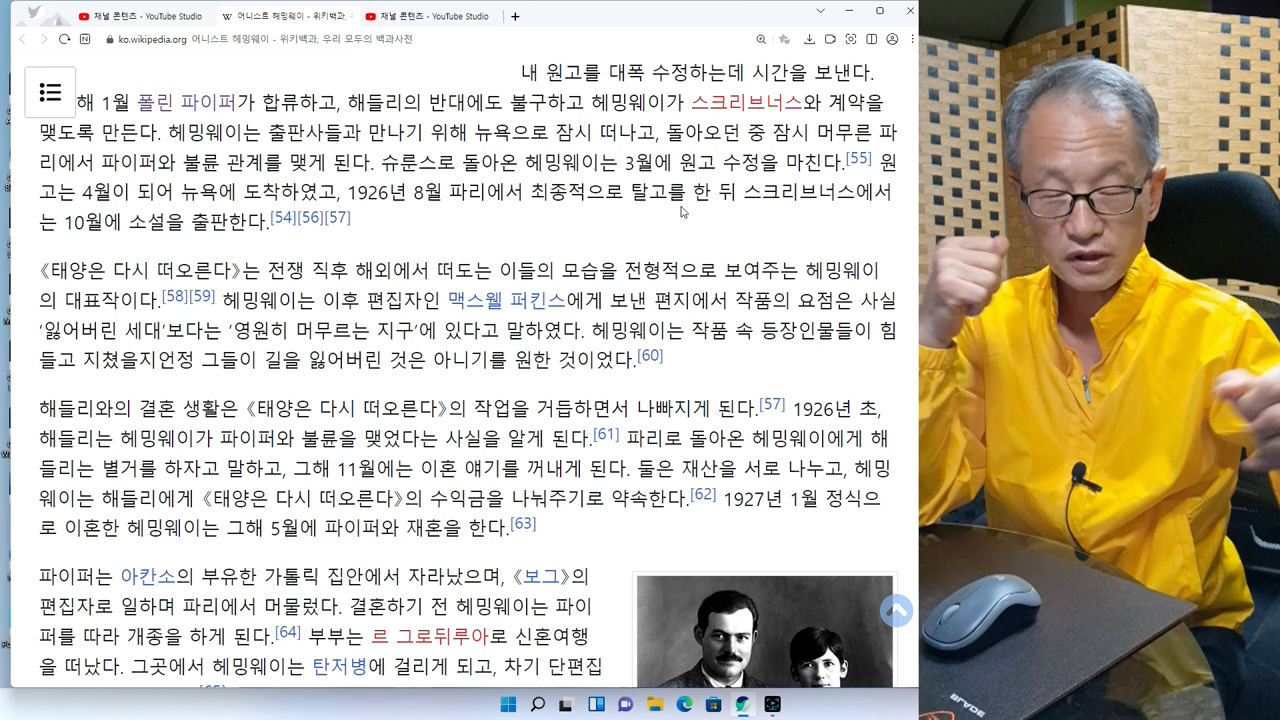 채널 콘텐츠 - YouTube Studio
어니스트 헤밍웨이 - 위키백과,
채널 콘텐츠 - YouTube Studio
ko.wikipedia.org 어니스트 헤밍웨이 - 위키백과, 우리 모두의 백과사전
내 원고를 대폭 수정하는데 시간을 보낸다.
해 1월 폴린 파이퍼가 합류하고, 해들리의 반대에도 불구하고 헤밍웨이가 스크리브너스와 계약을
맺도록 만든다. 헤밍웨이는 출판사들과 만나기 위해 뉴욕으로 잠시 떠나고, 돌아오던 중 잠시 머무른 파
리에서 파이퍼와 불륜 관계를 맺게 된다. 슈룬스로 돌아온 헤밍웨이는 3월에 원고 수정을 마친다.[55] 원
고는 4월이 되어 뉴욕에 도착하였고, 1926년 8월 파리에서 최종적으로 탈고를 한 뒤 스크리브너스에서
는 10월에 소설을 출판한다.[54][56][57]
《태양은 다시 떠오른다》는 전쟁 직후 해외에서 떠도는 이들의 모습을 전형적으로 보여주는 헤밍웨이
의 대표작이다.[58][59] 헤밍웨이는 이후 편집자인 맥스웰 퍼킨스에게 보낸 편지에서 작품의 요점은 사실
‘잃어버린 세대’보다는 ‘영원히 머무르는 지구’에 있다고 말하였다. 헤밍웨이는 작품 속 등장인물들이 힘
들고 지쳤을지언정 그들이 길을 잃어버린 것은 아니기를 원한 것이었다.[60]
해들리와의 결혼 생활은 《태양은 다시 떠오른다》의 작업을 거듭하면서 나빠지게 된다.[57] 1926년 초,
해들리는 헤밍웨이가 파이퍼와 불륜을 맺었다는 사실을 알게 된다.[61] 파리로 돌아온 헤밍웨이에게 해
들리는 별거를 하자고 말하고, 그해 11월에는 이혼 얘기를 꺼내게 된다. 둘은 재산을 서로 나누고, 헤밍
웨이는 해들리에게 《태양은 다시 떠오른다》의 수익금을 나눠주기로 약속한다.[62] 1927년 1월 정식으
로 이혼한 헤밍웨이는 그해 5월에 파이퍼와 재혼을 한다.[63]
파이퍼는 아칸소의 부유한 가톨릭 집안에서 자라났으며, 《보그》의
편집자로 일하며 파리에서 머물렀다. 결혼하기 전 헤밍웨이는 파이
퍼를 따라 개종을 하게 된다.[64] 부부는 르 그로뒤루아로 신혼여행
을 떠났다. 그곳에서 헤밍웨이는 탄저병에 걸리게 되고, 차기 단편집